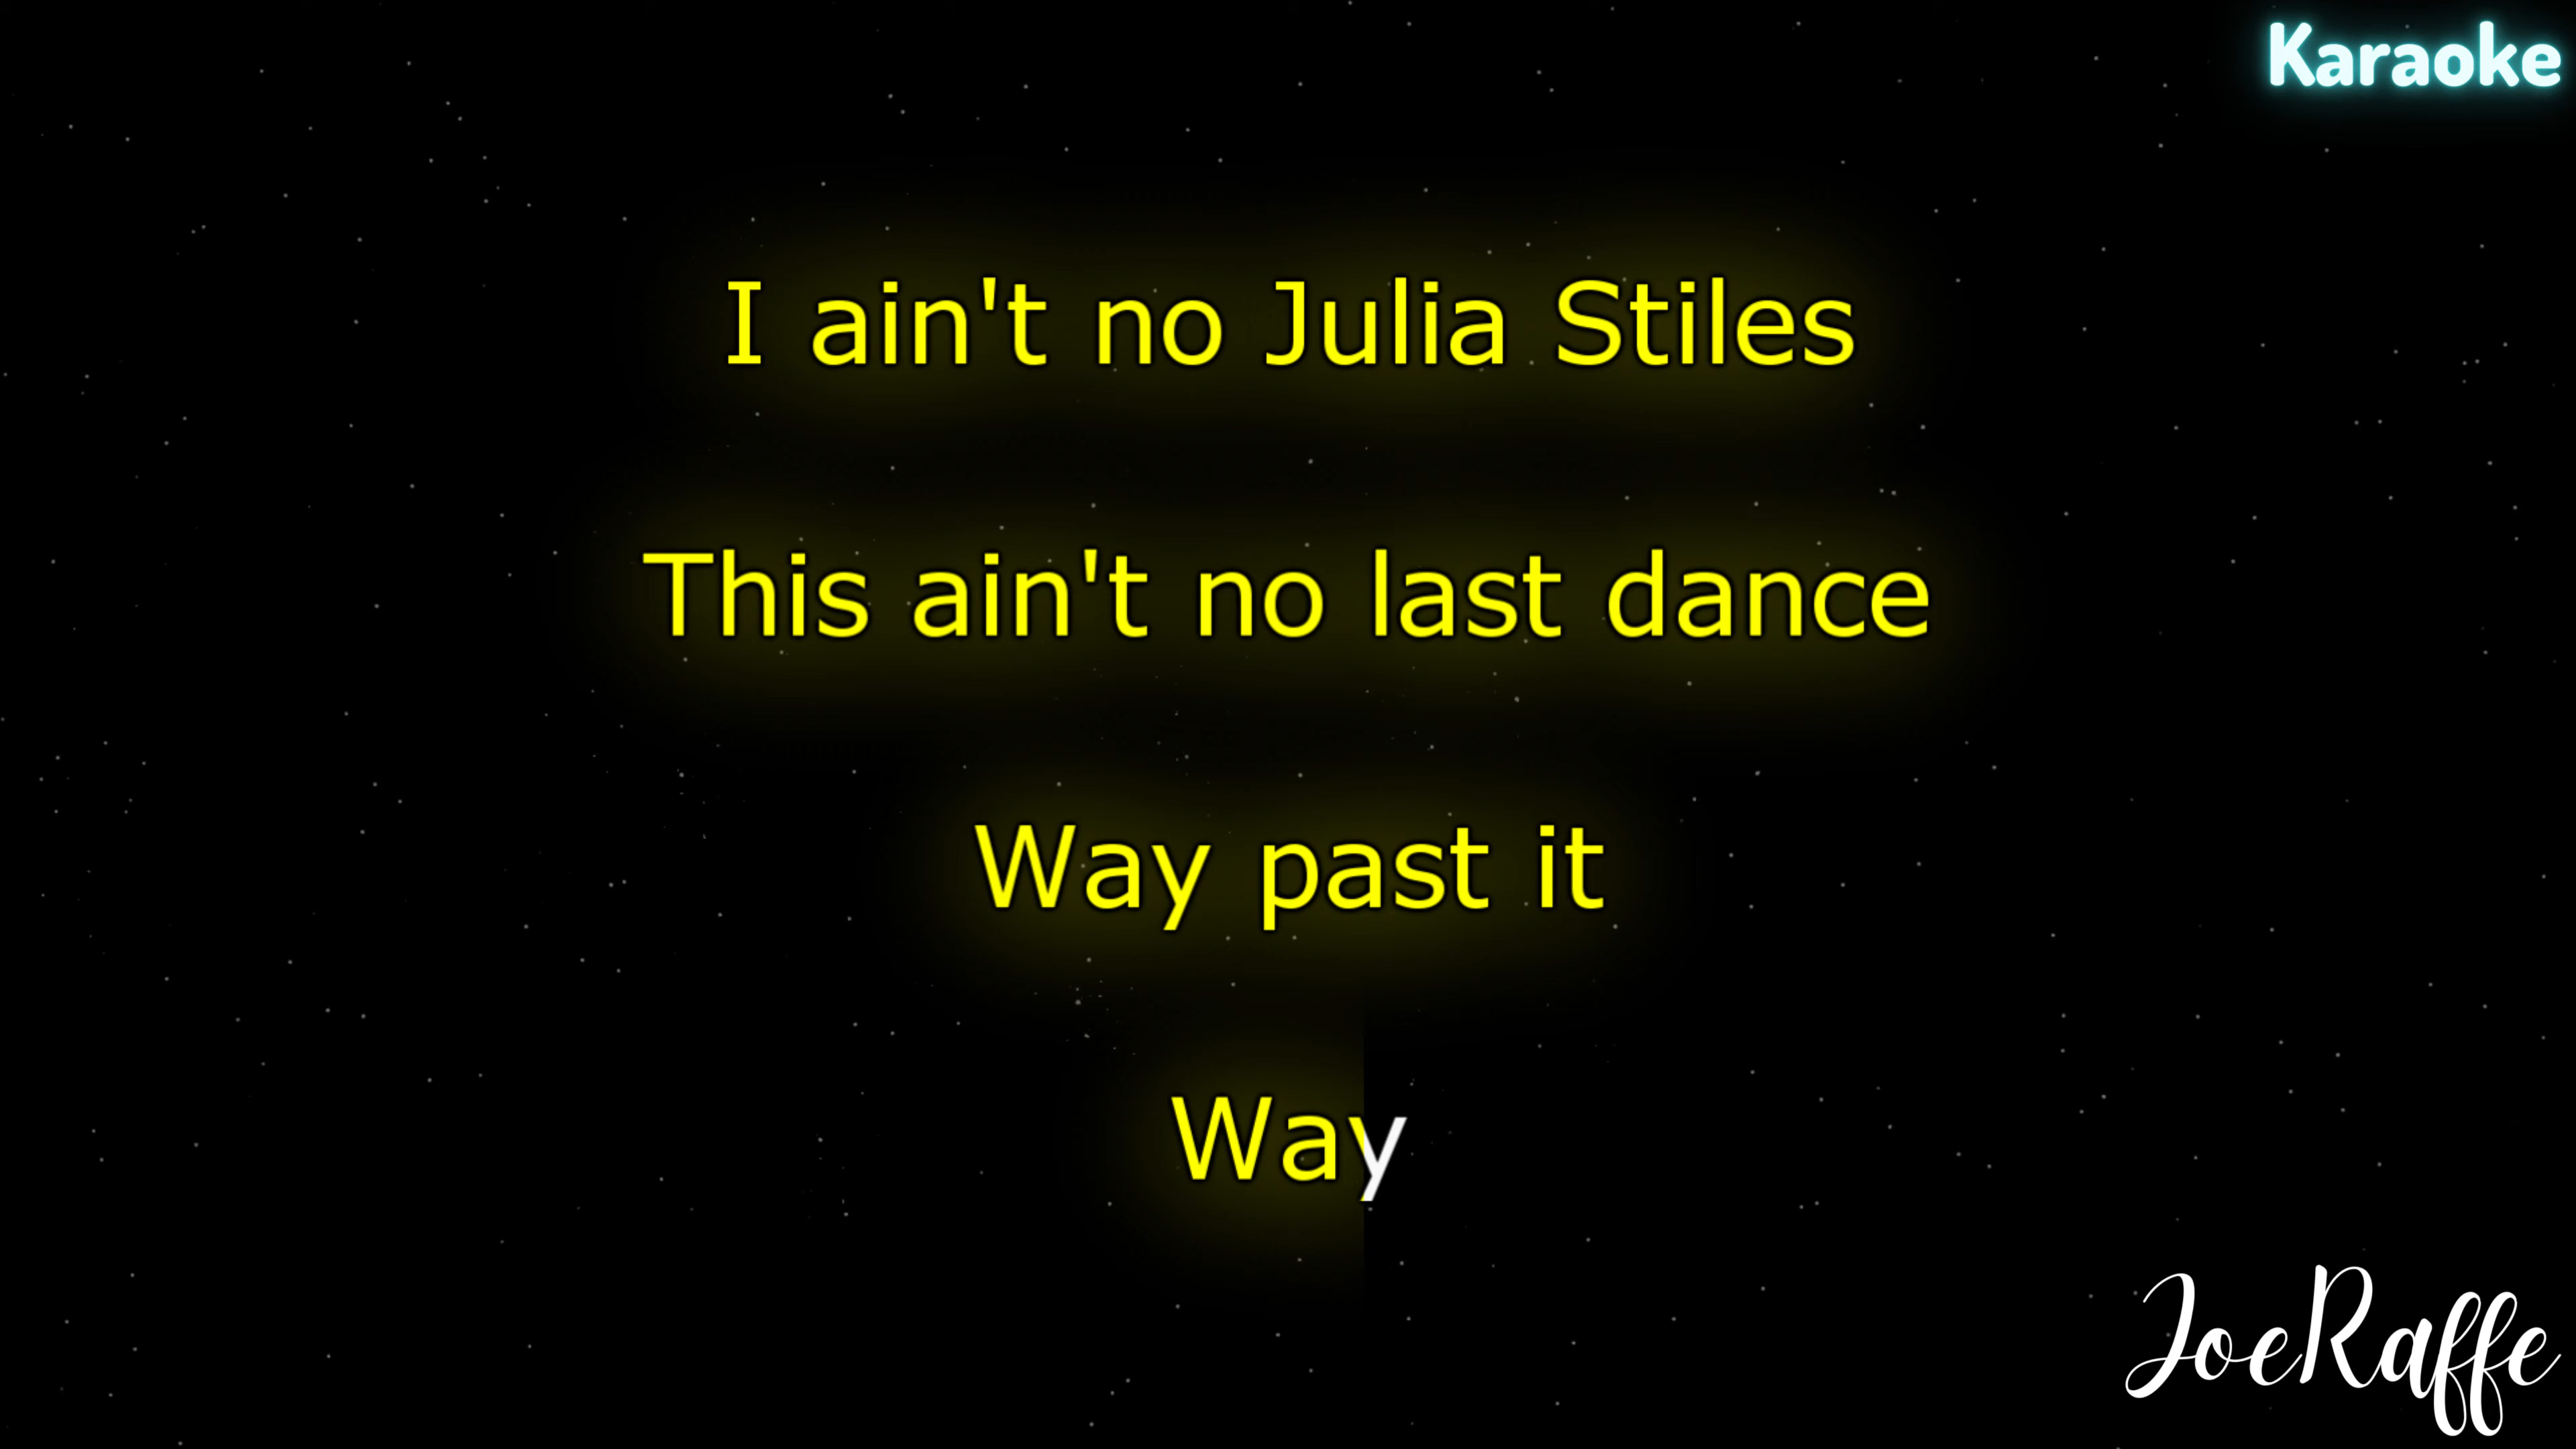 Karaoke
I ain't no Julia Stiles
This ain't no last dance
Way past it
Way
JoeRaffe